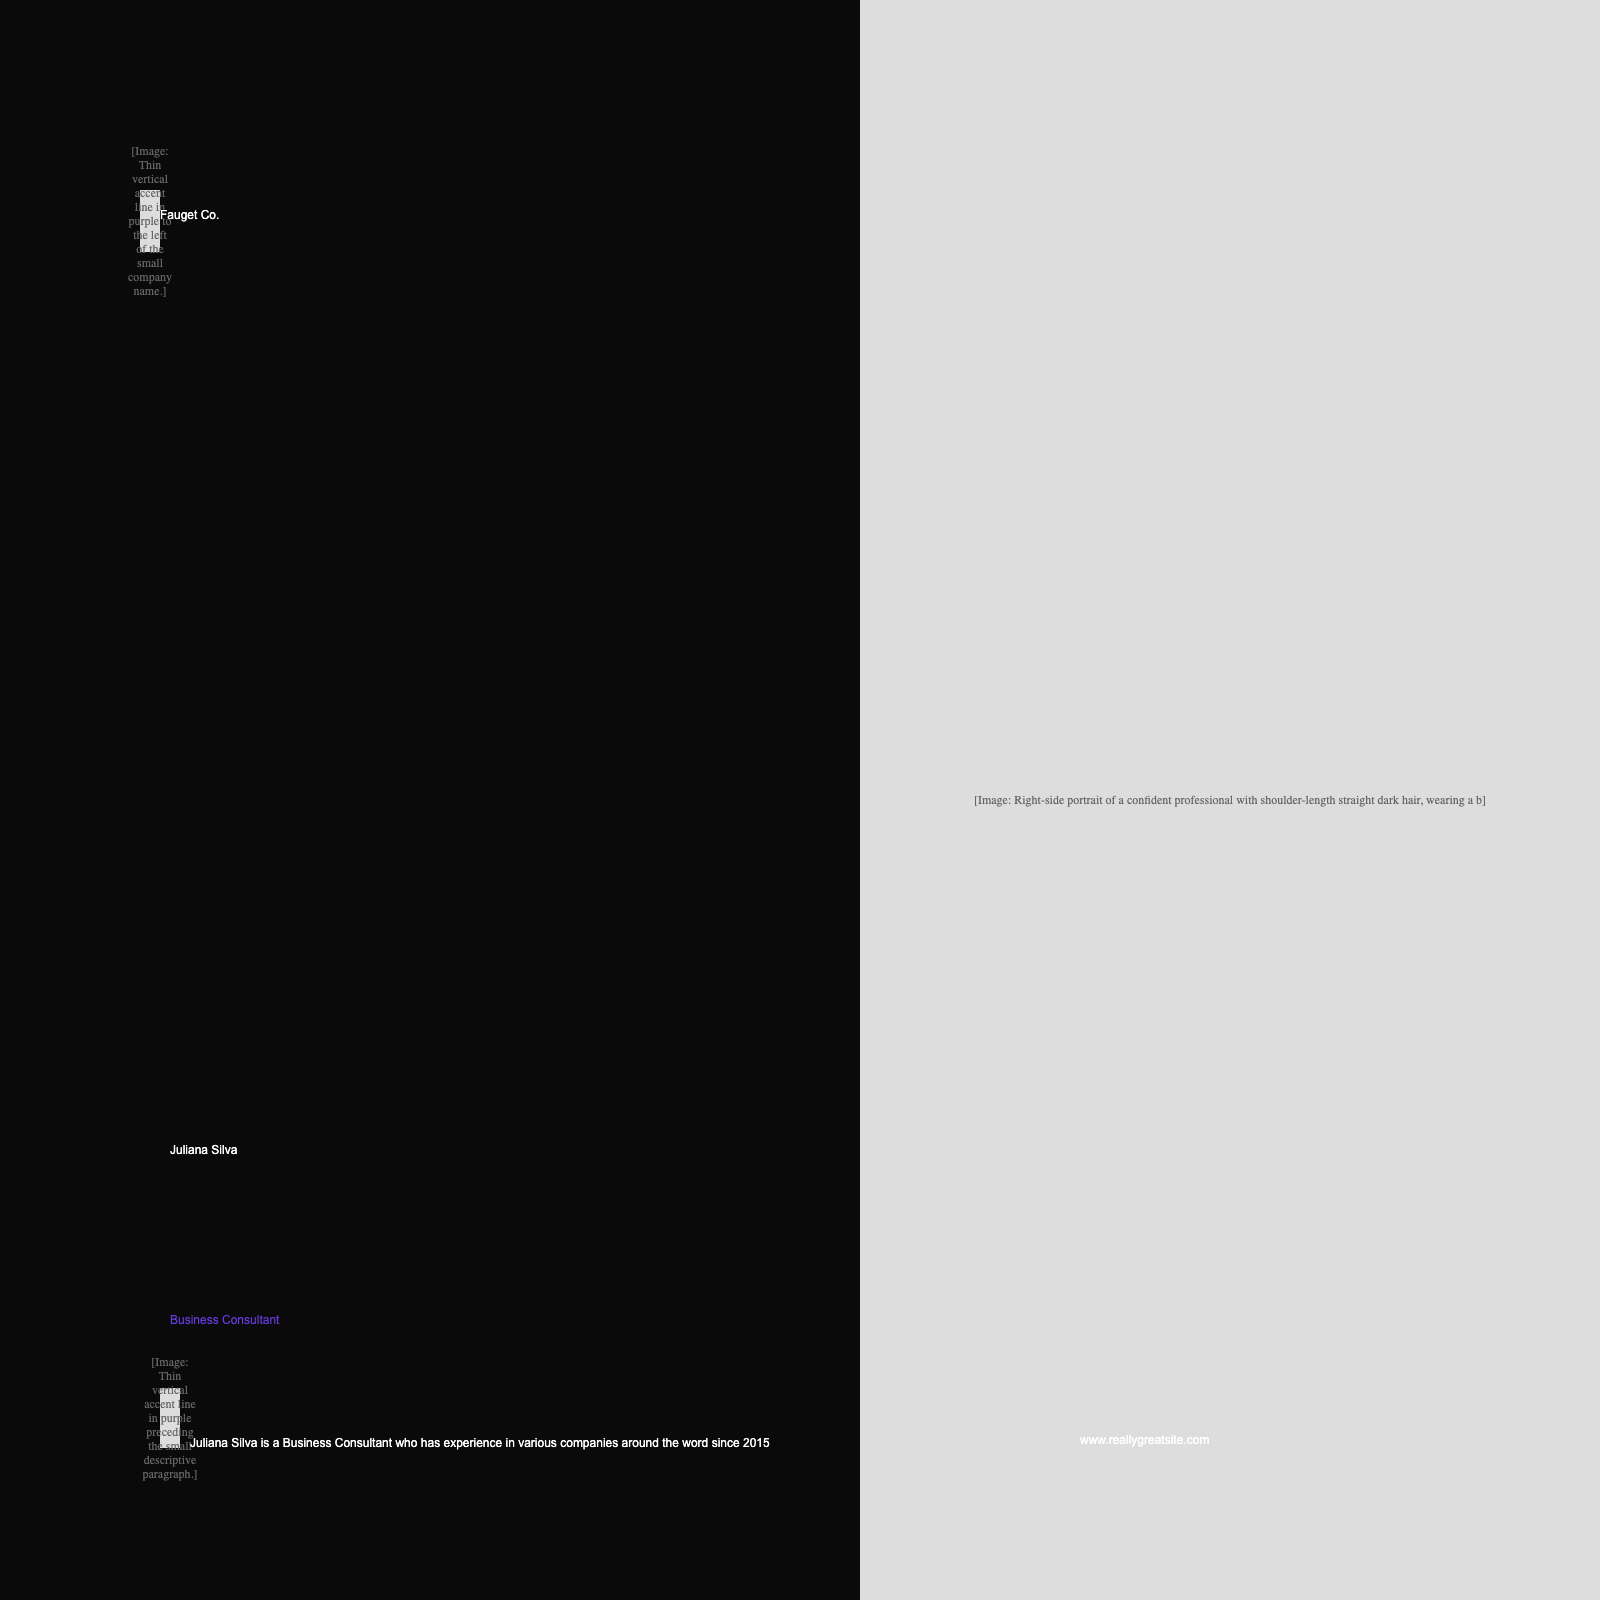 [Image:
Thin
vertical
accent
line in
purple to
the left
of the
small
company
name.]
Fauget Co.
[Image: Right-side portrait of a confident professional with shoulder-length straight dark hair, wearing a b]
Juliana Silva
Business Consultant
[Image:
Thin
vertical
accent line
in purple
preceding
the small
descriptive
paragraph.]
Juliana Silva is a Business Consultant who has experience in various companies around the word since 2015
www.reallygreatsite.com